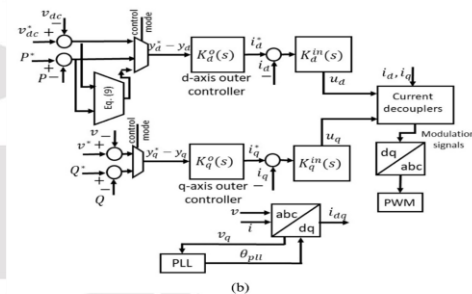 v_dc
v*_dc
P*
P
control mode
Eq. (9)
y*_d − y_d
K^o_d(s)
d-axis outer controller
i*_d
i_d
K^in_d(s)
u_d
i_d, i_q
Current decouplers
Modulation signals
dq
abc
PWM
v
v*
Q*
Q
control mode
y*_q − y_q
K^o_q(s)
q-axis outer controller
i*_q
i_q
K^in_q(s)
u_q
v
i
abc
dq
i_dq
v_q
PLL
θ_pll
(b)